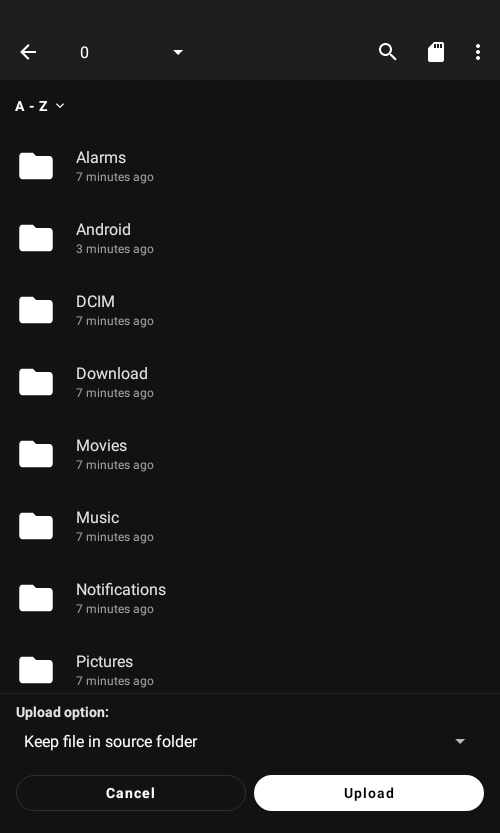 0
A - Z
Alarms
7 minutes ago
Android
3 minutes ago
DCIM
7 minutes ago
Download
7 minutes ago
Movies
7 minutes ago
Music
7 minutes ago
Notifications
7 minutes ago
Pictures
7 minutes ago
Upload option:
Keep file in source folder
Cancel
Upload